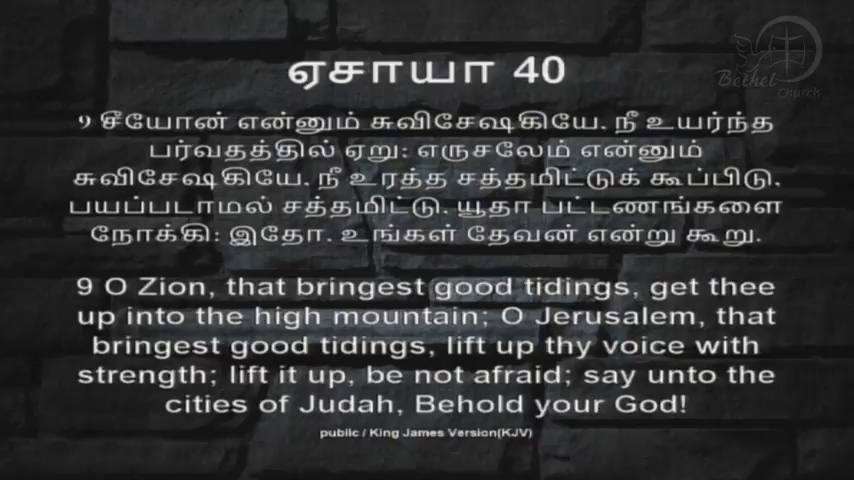 Bethel
Church
ஏசாயா 40
9 சீயோன் என்னும் சுவிசேஷகியே, நீ உயர்ந்த
பர்வதத்தில் ஏறு; எருசலேம் என்னும்
சுவிசேஷகியே, நீ உரத்த சத்தமிட்டுக் கூப்பிடு,
பயப்படாமல் சத்தமிட்டு, யூதா பட்டணங்களை
நோக்கி: இதோ, உங்கள் தேவன் என்று கூறு.
9 O Zion, that bringest good tidings, get thee
up into the high mountain; O Jerusalem, that
bringest good tidings, lift up thy voice with
strength; lift it up, be not afraid; say unto the
cities of Judah, Behold your God!
public / King James Version(KJV)